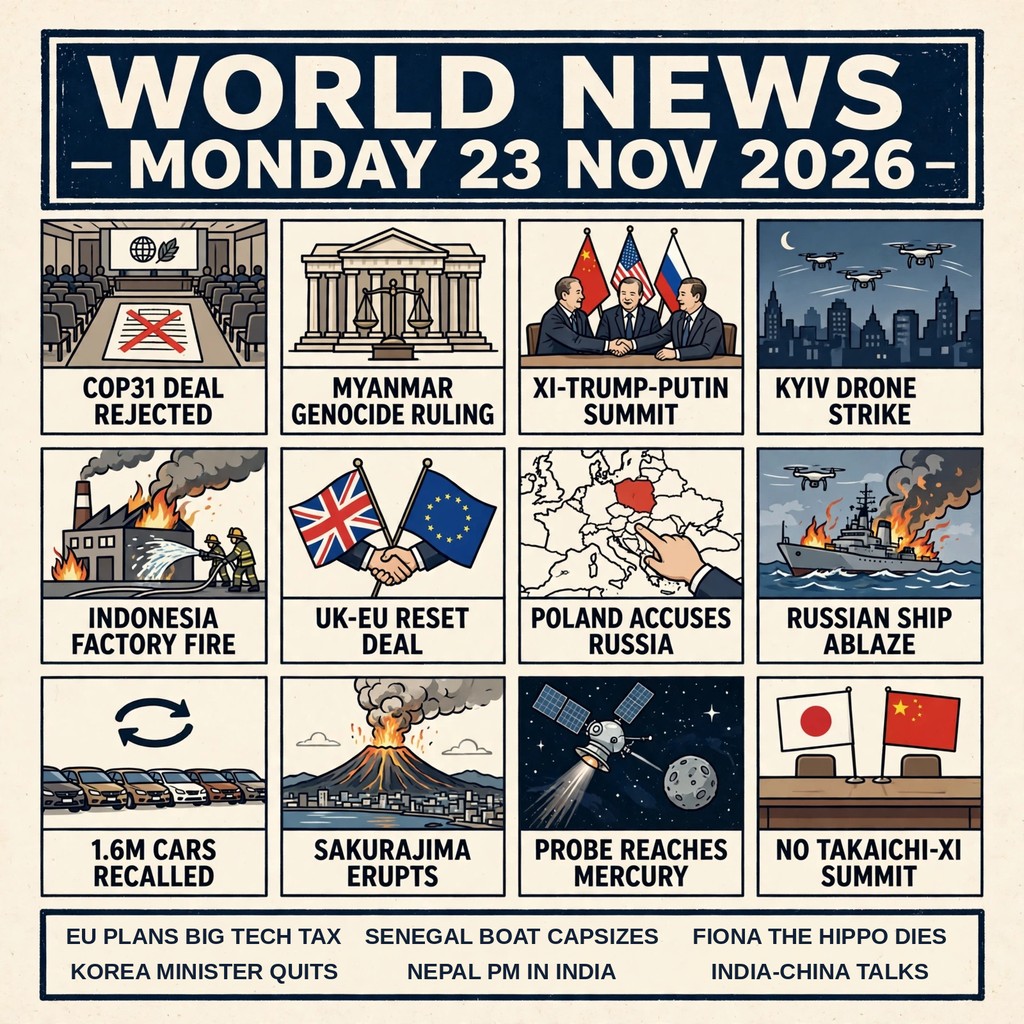 WORLD NEWS
– MONDAY 23 NOV 2026 –
COP31 DEAL
REJECTED
MYANMAR
GENOCIDE RULING
XI-TRUMP-PUTIN
SUMMIT
KYIV DRONE
STRIKE
INDONESIA
FACTORY FIRE
UK-EU RESET
DEAL
POLAND ACCUSES
RUSSIA
RUSSIAN SHIP
ABLAZE
1.6M CARS
RECALLED
SAKURAJIMA
ERUPTS
PROBE REACHES
MERCURY
NO TAKAICHI-XI
SUMMIT
EU PLANS BIG TECH TAX
SENEGAL BOAT CAPSIZES
FIONA THE HIPPO DIES
KOREA MINISTER QUITS
NEPAL PM IN INDIA
INDIA-CHINA TALKS